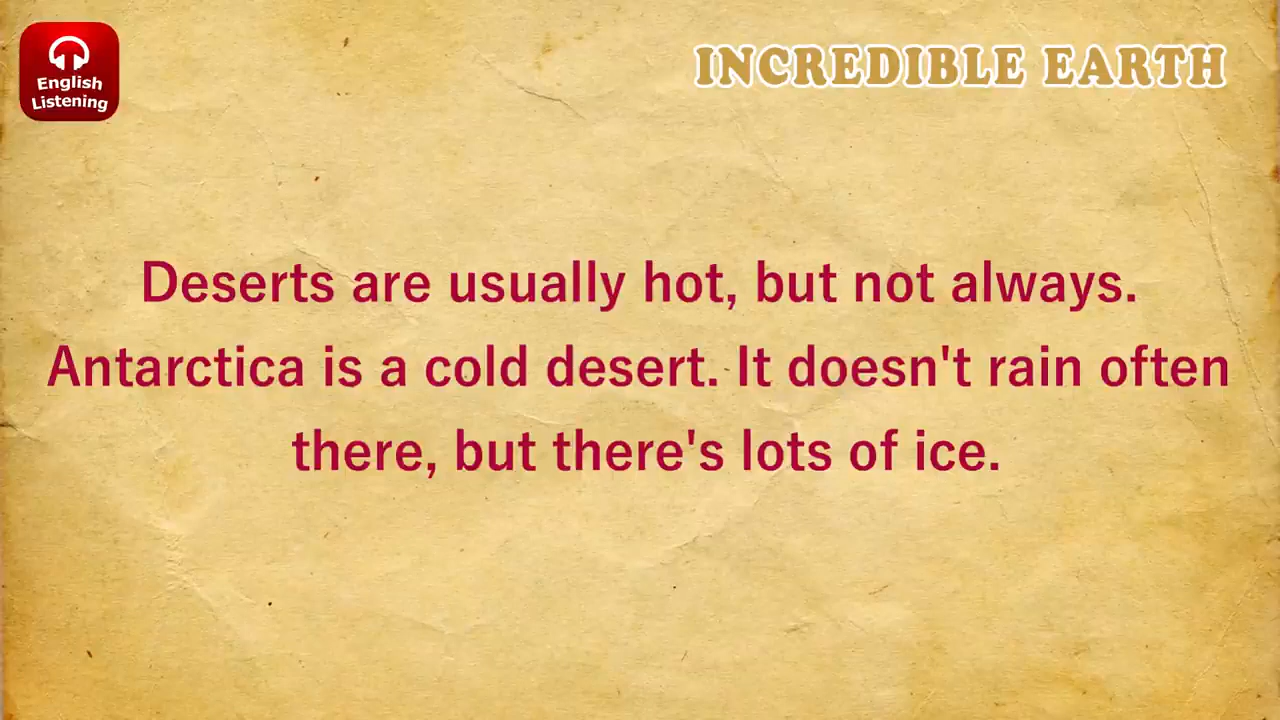 English
Listening
INCREDIBLE EARTH
Deserts are usually hot, but not always.
Antarctica is a cold desert. It doesn't rain often
there, but there's lots of ice.